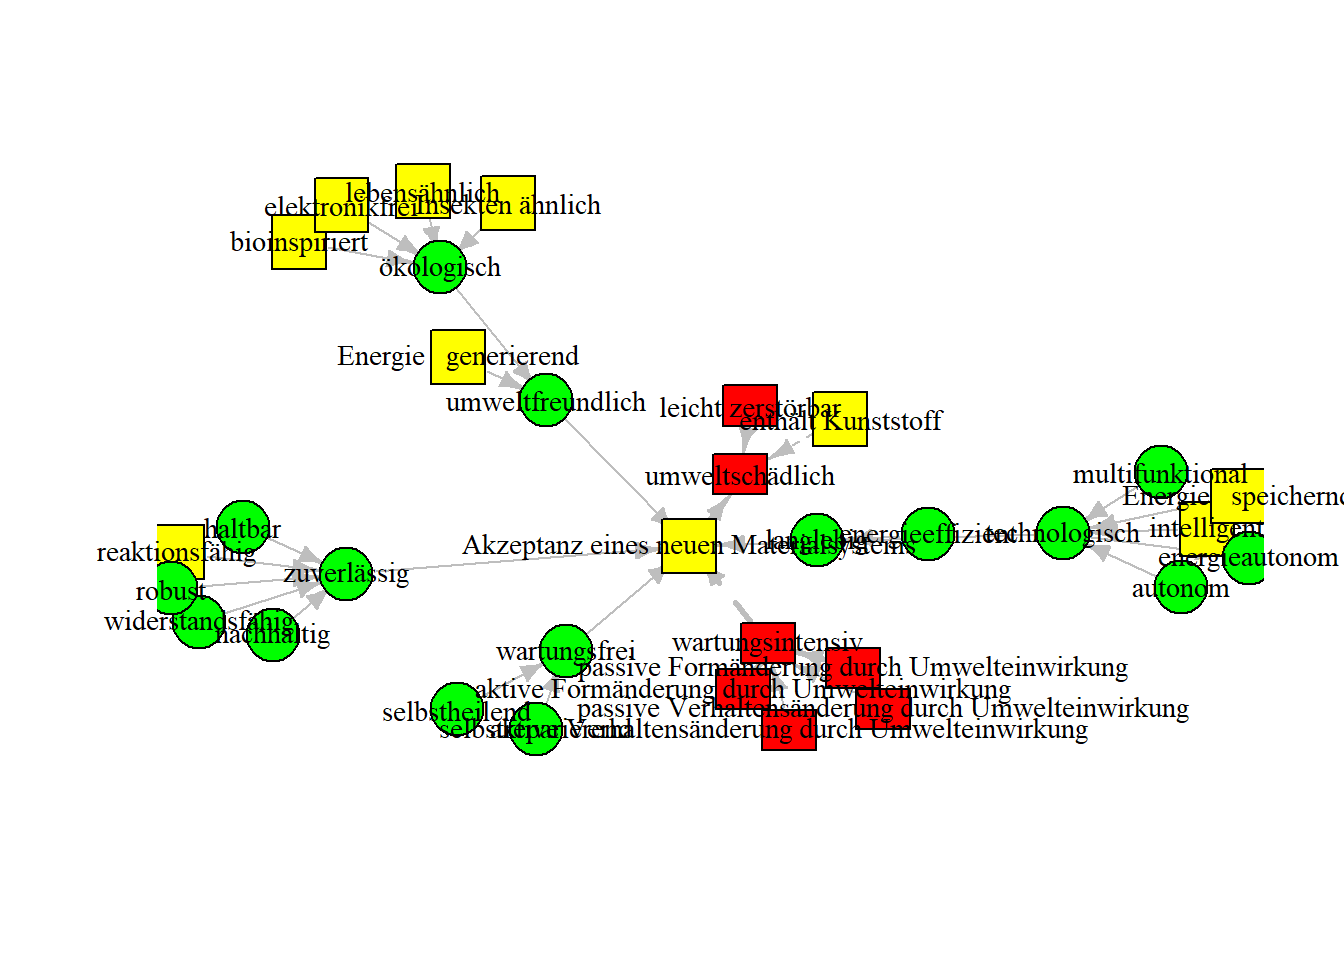 lebensähnlich
elektronikfrei
Insekten ähnlich
bioinspiriert
ökologisch
Energie generierend
umweltfreundlich
leicht zerstörbar
enthält Kunststoff
umweltschädlich
multifunktional
Energie speichernd
intelligent
haltbar
Akzeptanz eines neuen Materialsystems
langlebig
energieeffizient
technologisch
reaktionsfähig
energieautonom
zuverlässig
robust
autonom
widerstandsfähig
nachhaltig
wartungsintensiv
wartungsfrei
passive Formänderung durch Umwelteinwirkung
aktive Formänderung durch Umwelteinwirkung
selbstheilend
passive Verhaltensänderung durch Umwelteinwirkung
selbstreparierend
aktive Verhaltensänderung durch Umwelteinwirkung